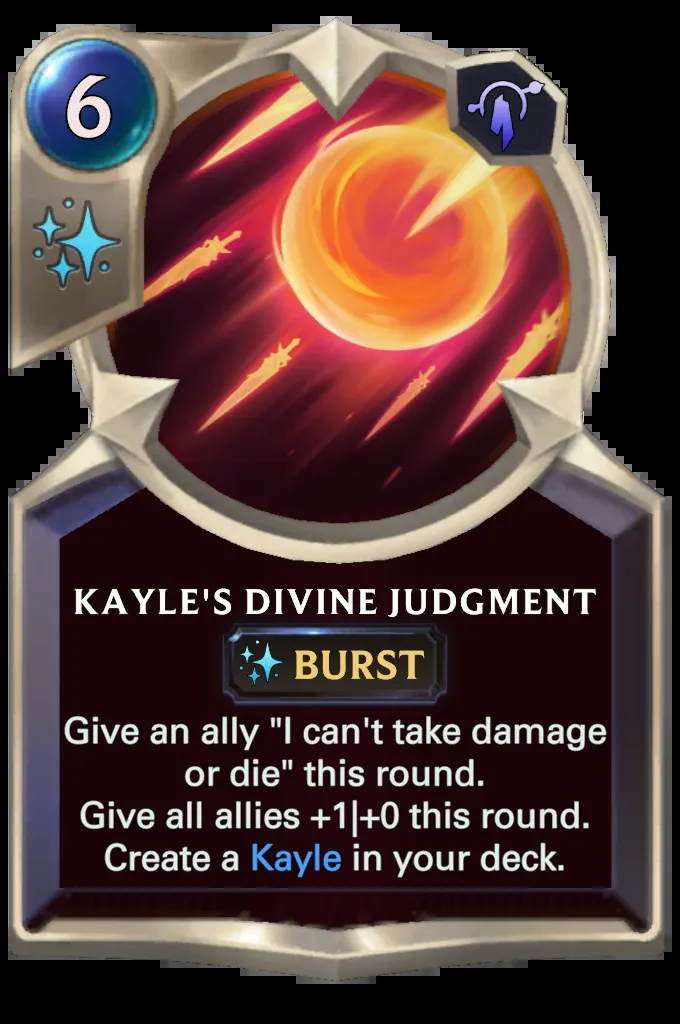 6
KAYLE'S DIVINE JUDGMENT
BURST
Give an ally "I can't take damage
or die" this round.
Give all allies +1|+0 this round.
Create a Kayle in your deck.